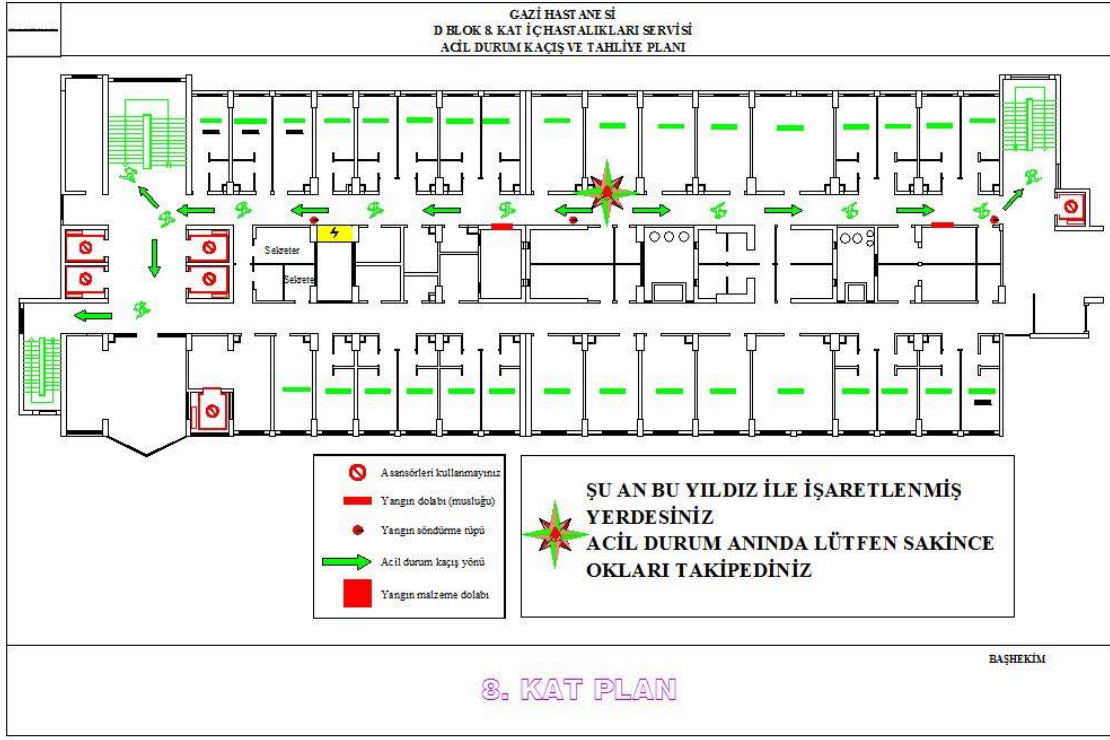 GAZİ HASTANESİ
D BLOK 8. KAT İÇ HASTALIKLARI SERVİSİ
ACİL DURUM KAÇIŞ VE TAHLİYE PLANI
Sekreter
Sekreter
Asansörleri kullanmayınız
Yangın dolabı (musluğu)
Yangın söndürme tüpü
Acil durum kaçış yönü
Yangın malzeme dolabı
ŞU AN BU YILDIZ İLE İŞARETLENMİŞ
YERDESİNİZ
ACİL DURUM ANINDA LÜTFEN SAKİNCE
OKLARI TAKİPEDİNİZ
BAŞHEKİM
8. KAT PLAN